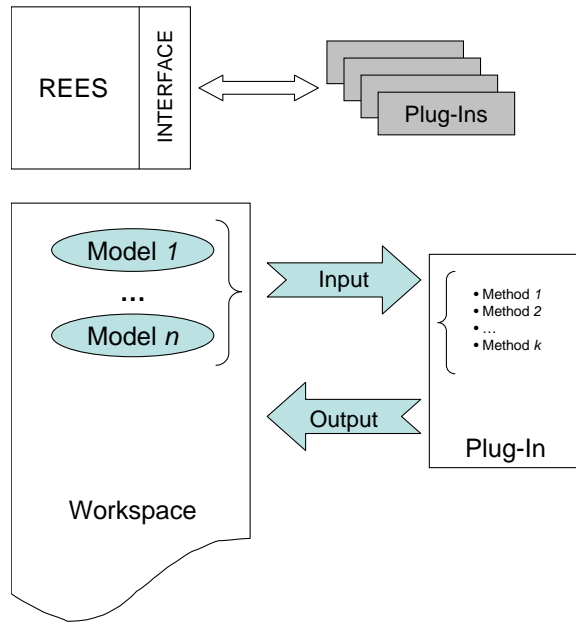 REES
INTERFACE
Plug-Ins
Model 1
...
Model n
Input
• Method 1
• Method 2
• ...
• Method k
Output
Plug-In
Workspace